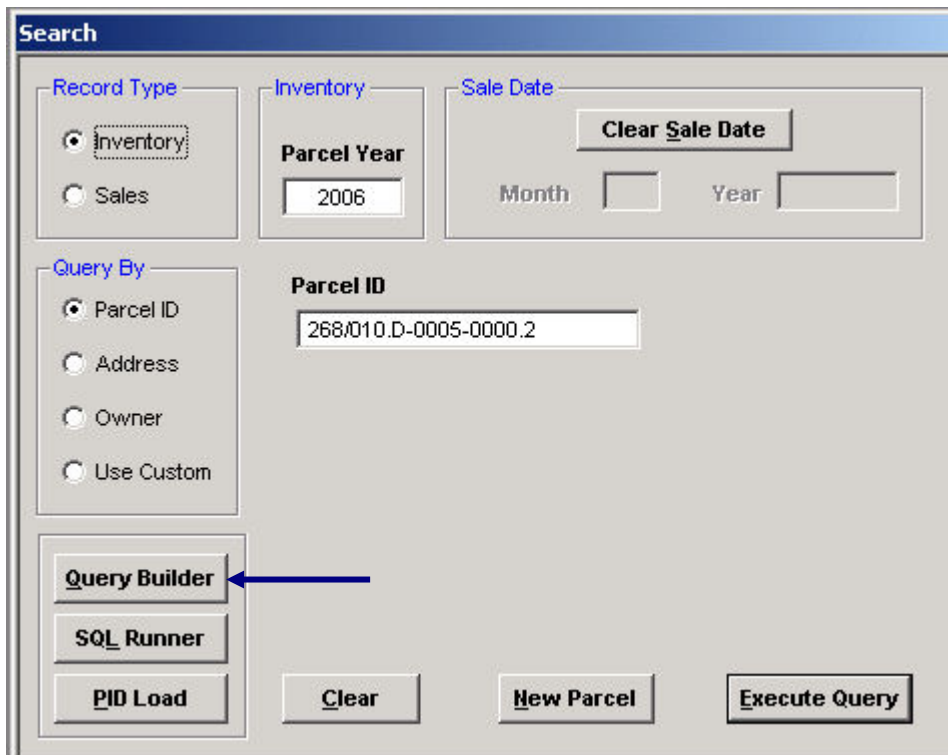 Search
Record Type
Inventory
Sales
Inventory
Parcel Year
2006
Sale Date
Clear Sale Date
Month
Year
Query By
Parcel ID
Address
Owner
Use Custom
Parcel ID
268/010.D-0005-0000.2
Query Builder
SQL Runner
PID Load
Clear
New Parcel
Execute Query